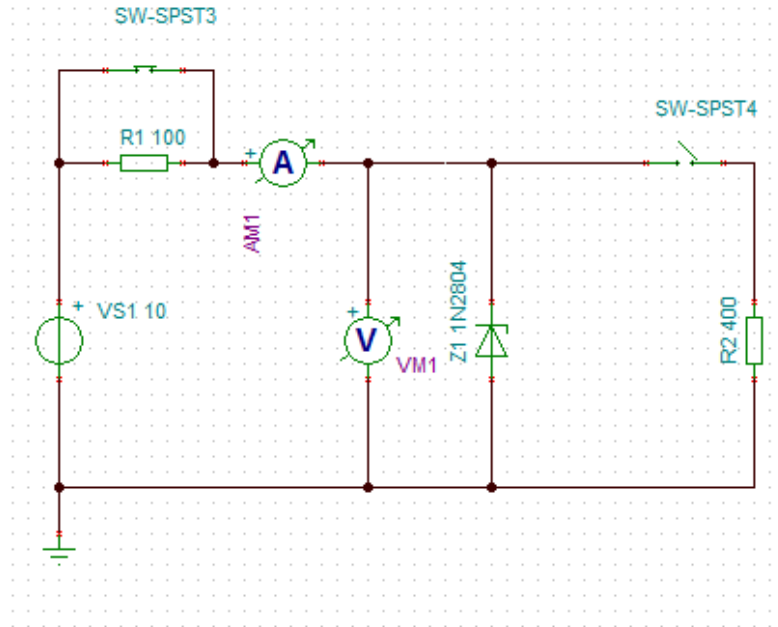 SW-SPST3
R1 100
SW-SPST4
+
A
AM1
+
VS1 10
+
V
VM1
Z1 1N2804
R2 400